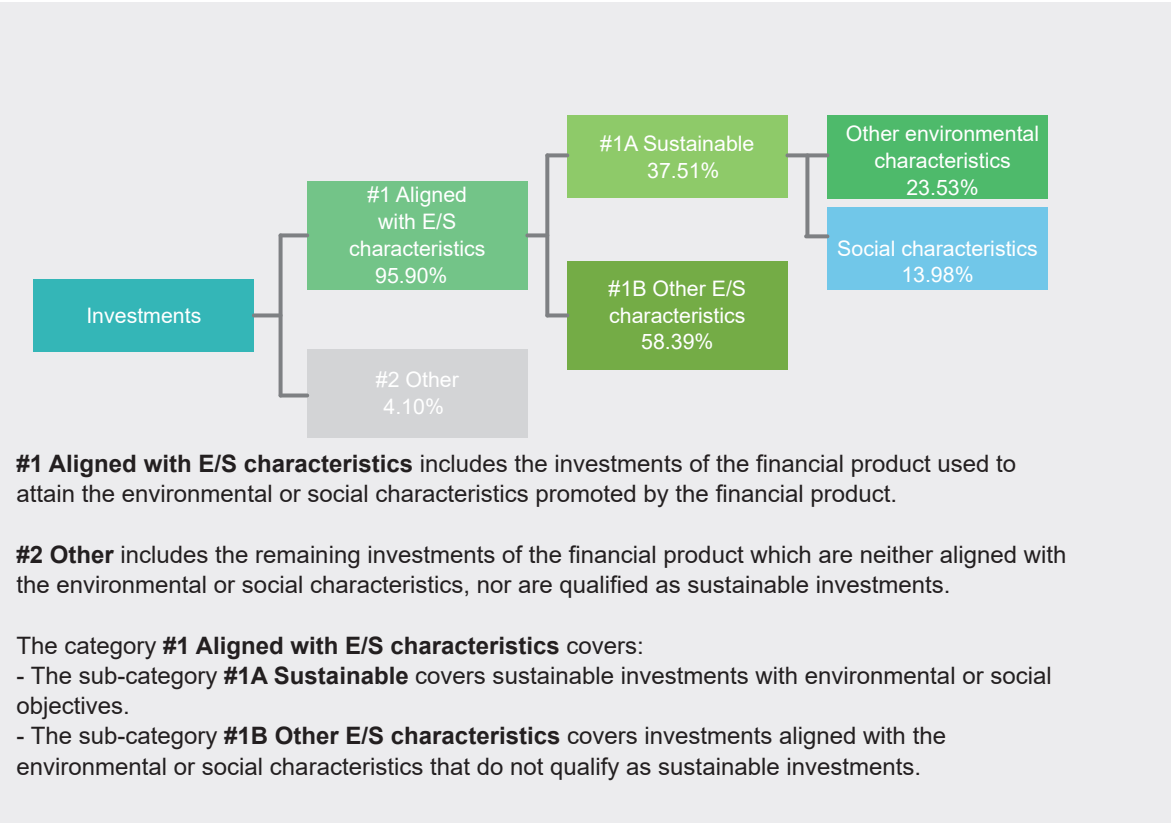 #1A Sustainable
37.51%
Other environmental
characteristics
23.53%
#1 Aligned
with E/S
characteristics
95.90%
Social characteristics
13.98%
Investments
#1B Other E/S
characteristics
58.39%
#2 Other
4.10%
#1 Aligned with E/S characteristics includes the investments of the financial product used to
attain the environmental or social characteristics promoted by the financial product.
#2 Other includes the remaining investments of the financial product which are neither aligned with
the environmental or social characteristics, nor are qualified as sustainable investments.
The category #1 Aligned with E/S characteristics covers:
- The sub-category #1A Sustainable covers sustainable investments with environmental or social
objectives.
- The sub-category #1B Other E/S characteristics covers investments aligned with the
environmental or social characteristics that do not qualify as sustainable investments.